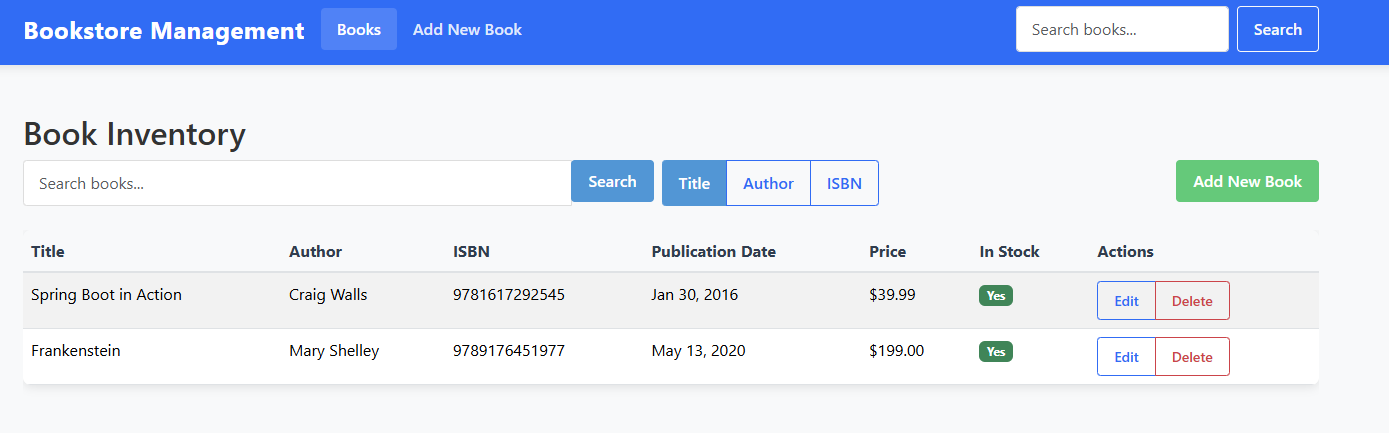 Bookstore Management Books Add New Book Search books... Search
Book Inventory
Search books... Search Title Author ISBN Add New Book
Title Author ISBN Publication Date Price In Stock Actions
Spring Boot in Action Craig Walls 9781617292545 Jan 30, 2016 $39.99 Yes Edit Delete
Frankenstein Mary Shelley 9789176451977 May 13, 2020 $199.00 Yes Edit Delete